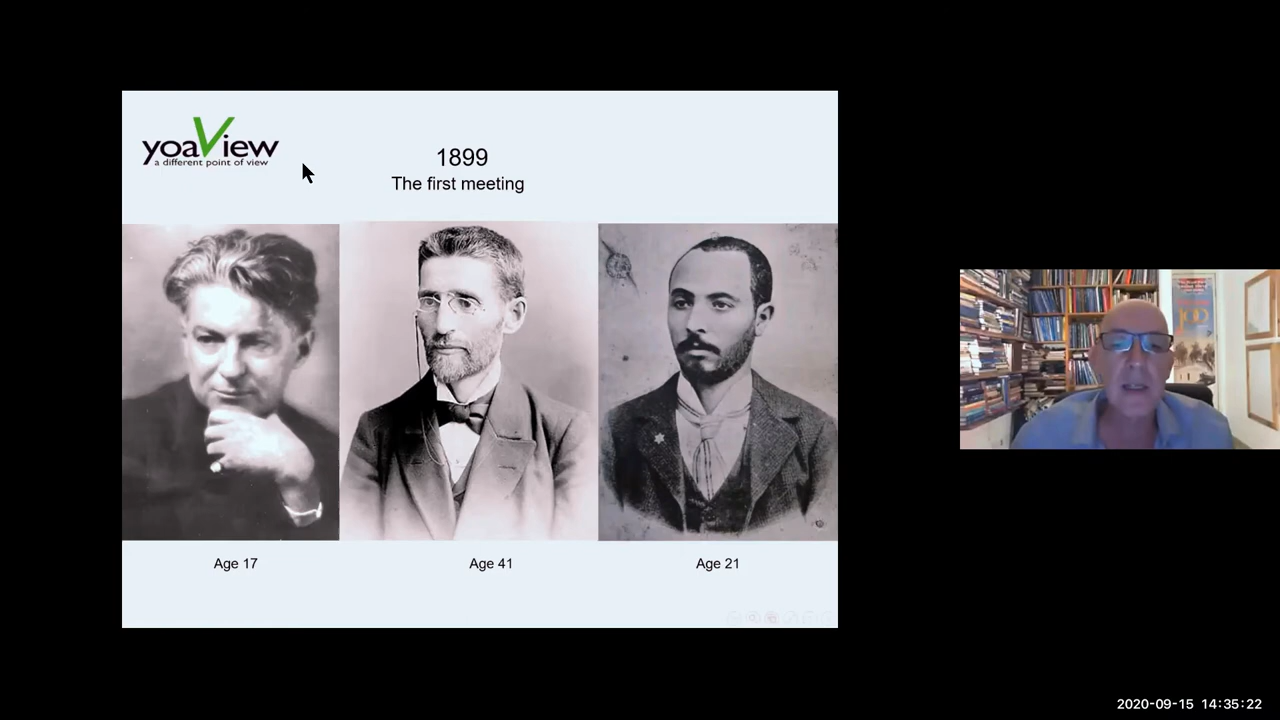 yoaView
a different point of view
1899
The first meeting
Age 17
Age 41
Age 21
2020-09-15 14:35:22